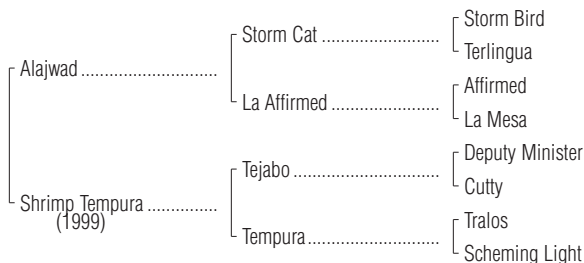 Storm Bird
Storm Cat ........................
Terlingua
Alajwad ............................
Affirmed
La Affirmed ......................
La Mesa
Deputy Minister
Tejabo .............................
Cutty
Shrimp Tempura ..............
(1999)
Tralos
Tempura..........................
Scheming Light